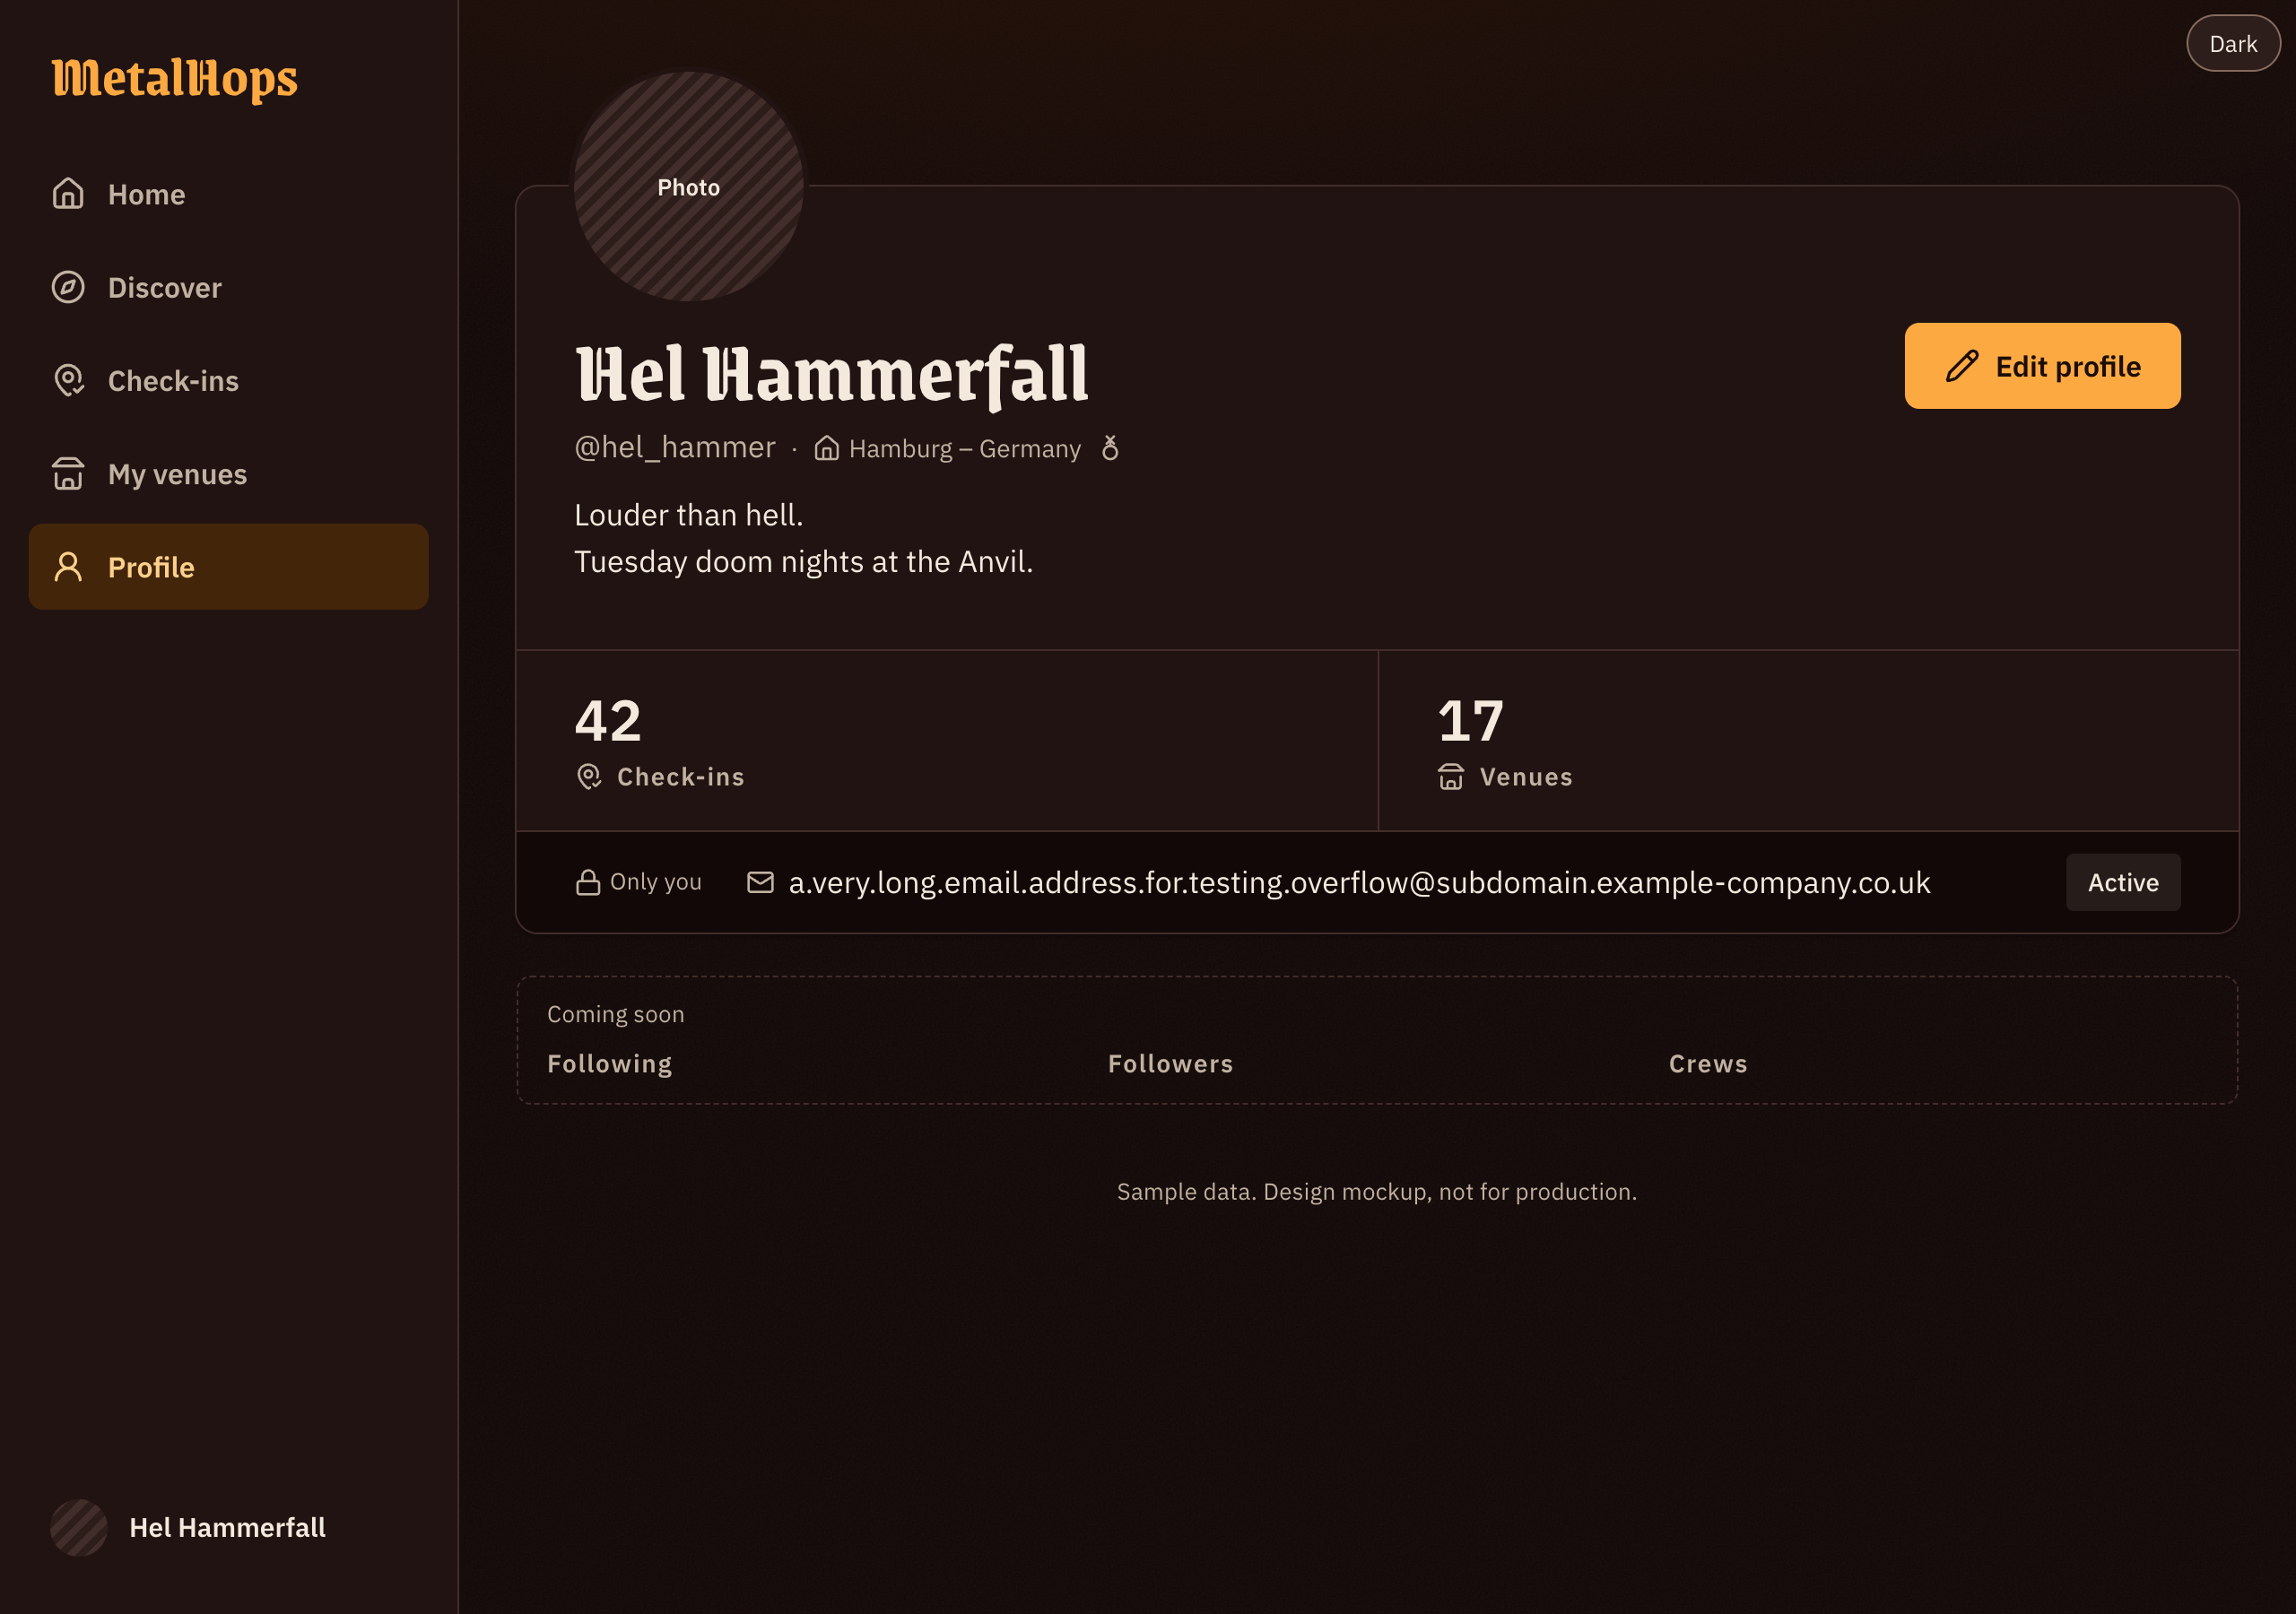 MetalHops
Dark
Home
Discover
Check-ins
My venues
Profile
Photo
Hel Hammerfall
Edit profile
@hel_hammer · Hamburg – Germany
Louder than hell.
Tuesday doom nights at the Anvil.
42
Check-ins
17
Venues
Only you a.very.long.email.address.for.testing.overflow@subdomain.example-company.co.uk Active
Coming soon
Following Followers Crews
Sample data. Design mockup, not for production.
Hel Hammerfall